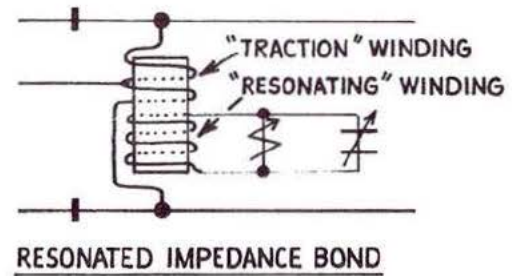 "TRACTION" WINDING
"RESONATING" WINDING
RESONATED IMPEDANCE BOND